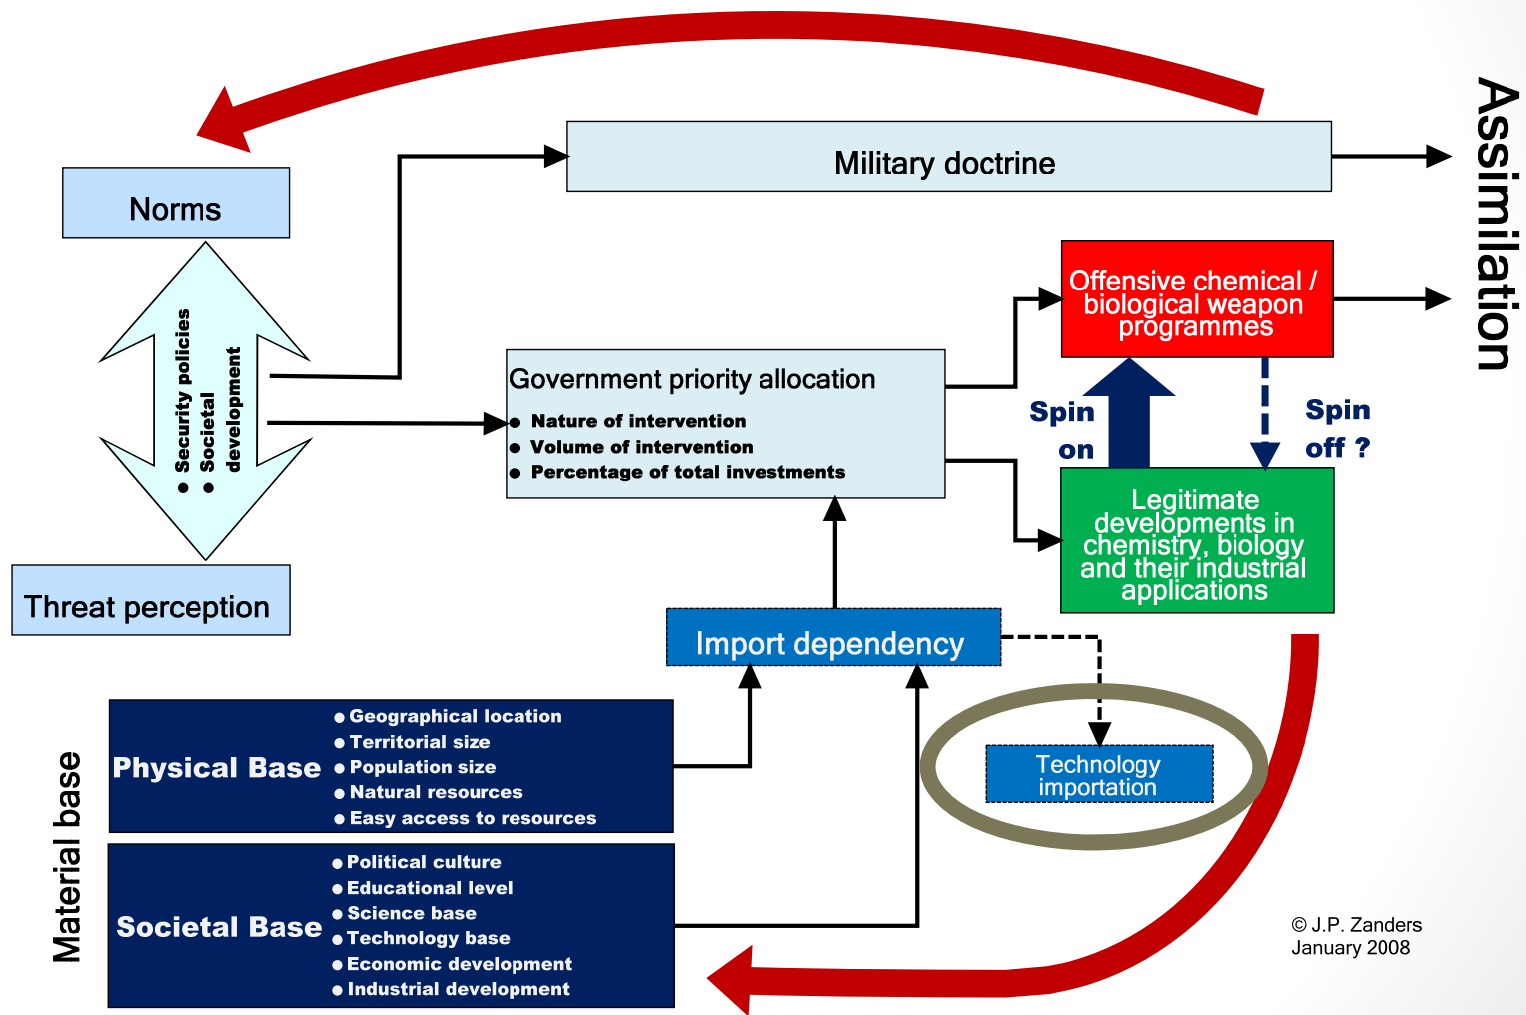 Assimilation
Military doctrine
Norms
● Security policies
● Societal
development
Threat perception
Government priority allocation
● Nature of intervention
● Volume of intervention
● Percentage of total investments
Offensive chemical /
biological weapon
programmes
Spin
on
Spin
off ?
Legitimate
developments in
chemistry, biology
and their industrial
applications
Import dependency
Technology
importation
Material base
Physical Base
● Geographical location
● Territorial size
● Population size
● Natural resources
● Easy access to resources
Societal Base
● Political culture
● Educational level
● Science base
● Technology base
● Economic development
● Industrial development
© J.P. Zanders
January 2008